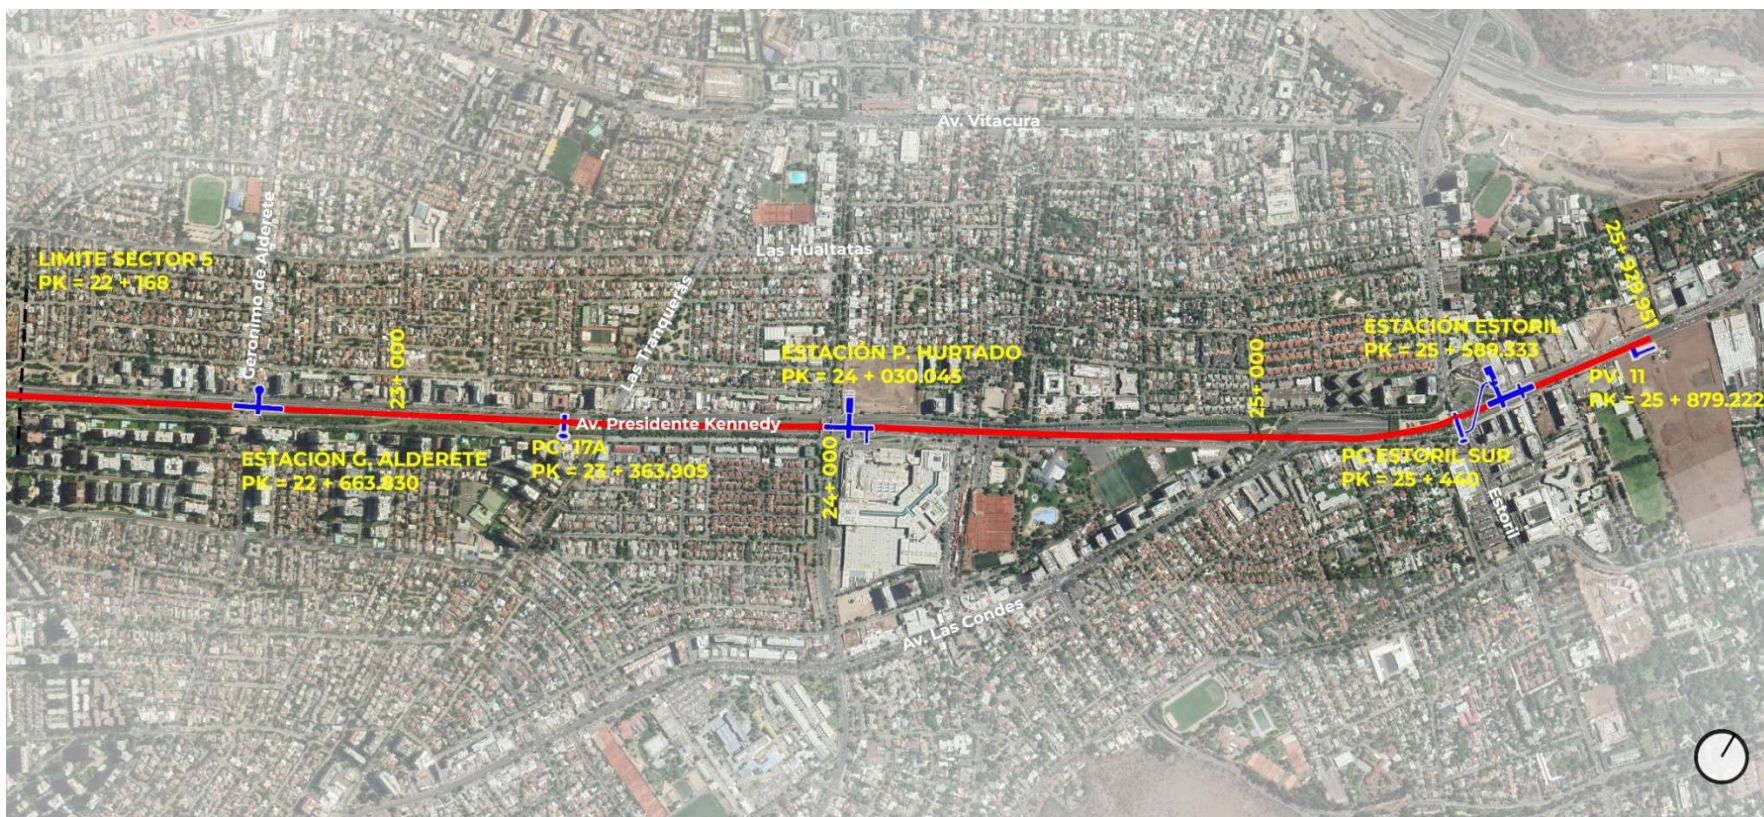 Av. Vitacura
Las Hualtatas
Geronimo de Alderete
LIMITE SECTOR 5
PK = 22 + 168
Las Tranqueras
23+ 000
ESTACIÓN P. HURTADO
PK = 24 + 030.045
25+ 000
ESTACIÓN ESTORIL
PK = 25 + 589.333
25+ 929.951
PV- 11
PK = 25 + 879.222
Av. Presidente Kennedy
ESTACIÓN G. ALDERETE
PK = 22 + 663.830
PC- 17A
PK = 23 + 363.905
24+ 000
PC ESTORIL SUR
PK = 25 + 440
Estoril
Av. Las Condes